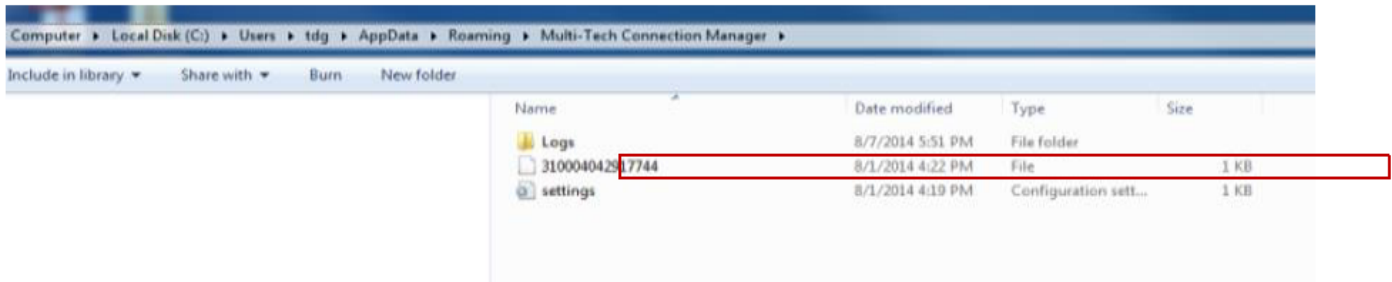 Computer ▸ Local Disk (C:) ▸ Users ▸ tdg ▸ AppData ▸ Roaming ▸ Multi-Tech Connection Manager ▸
Include in library ▾ Share with ▾ Burn New folder
Name Date modified Type Size
Logs 8/7/2014 5:51 PM File folder
310004042917744 8/1/2014 4:22 PM File 1 KB
settings 8/1/2014 4:19 PM Configuration sett... 1 KB